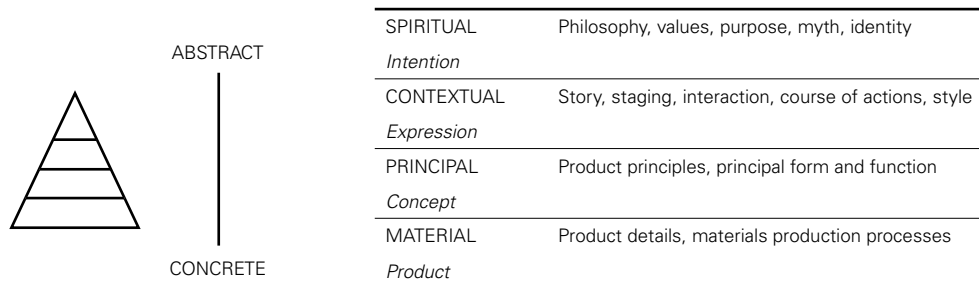 ABSTRACT
CONCRETE
SPIRITUAL Philosophy, values, purpose, myth, identity
Intention
CONTEXTUAL Story, staging, interaction, course of actions, style
Expression
PRINCIPAL Product principles, principal form and function
Concept
MATERIAL Product details, materials production processes
Product